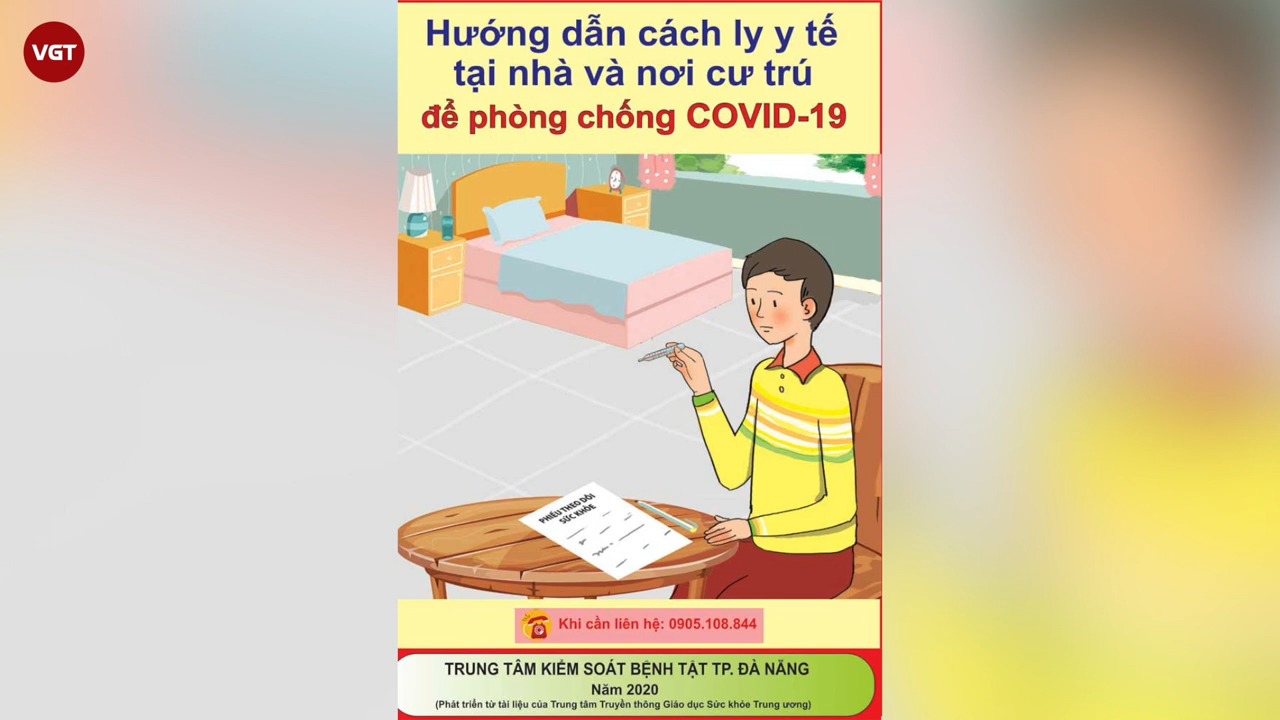 VGT
Hướng dẫn cách ly y tế
tại nhà và nơi cư trú
để phòng chống COVID-19
PHIẾU THEO DÕI
SỨC KHỎE
Khi cần liên hệ: 0905.108.844
TRUNG TÂM KIỂM SOÁT BỆNH TẬT TP. ĐÀ NẴNG
Năm 2020
(Phát triển từ tài liệu của Trung tâm Truyền thông Giáo dục Sức khỏe Trung ương)